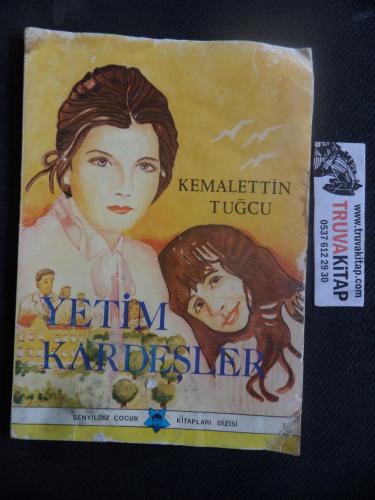 KEMALETTİN
TUĞCU
YETİM
KARDEŞLER
ŞENYILDIZ ÇOCUK KİTAPLARI DİZİSİ
www.truvakitap.com
TRUVAKİTAP
0537 612 29 30